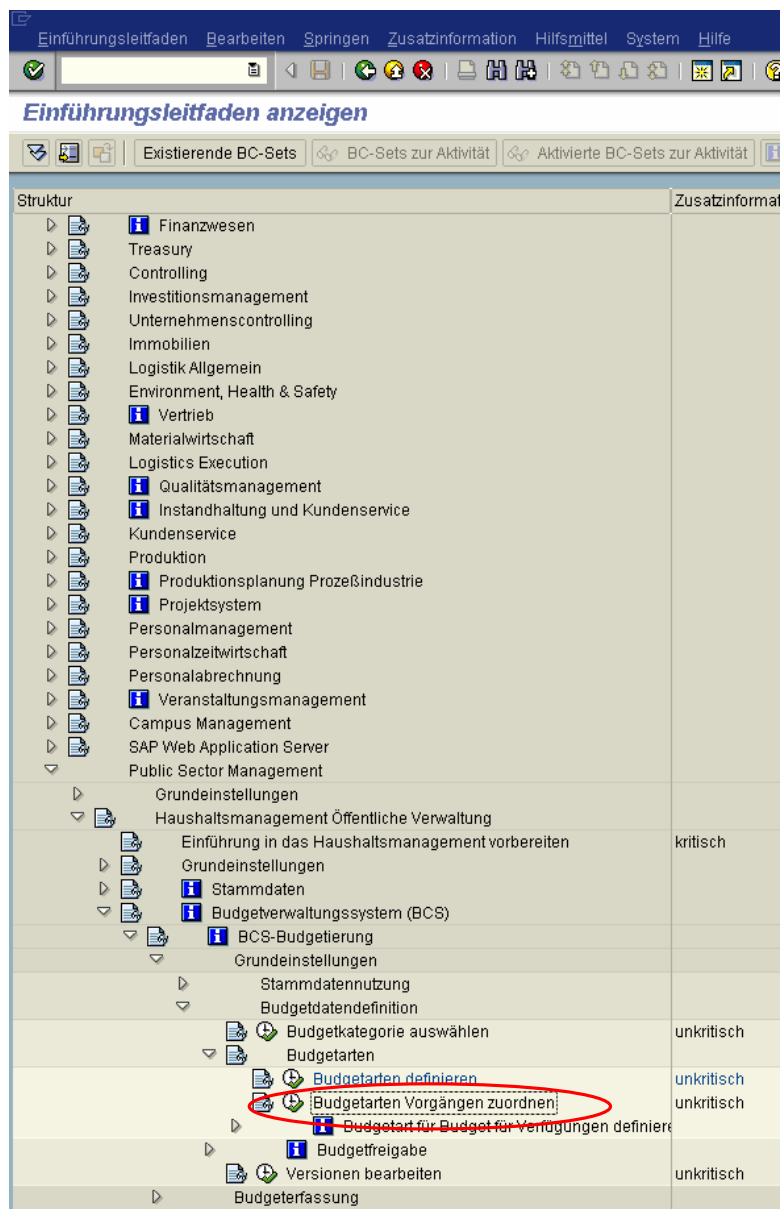 Einführungsleitfaden Bearbeiten Springen Zusatzinformation Hilfsmittel System Hilfe
Einführungsleitfaden anzeigen
Existierende BC-Sets BC-Sets zur Aktivität Aktivierte BC-Sets zur Aktivität
Struktur Zusatzinformat
Finanzwesen
Treasury
Controlling
Investitionsmanagement
Unternehmenscontrolling
Immobilien
Logistik Allgemein
Environment, Health & Safety
Vertrieb
Materialwirtschaft
Logistics Execution
Qualitätsmanagement
Instandhaltung und Kundenservice
Kundenservice
Produktion
Produktionsplanung Prozeßindustrie
Projektsystem
Personalmanagement
Personalzeitwirtschaft
Personalabrechnung
Veranstaltungsmanagement
Campus Management
SAP Web Application Server
Public Sector Management
Grundeinstellungen
Haushaltsmanagement Öffentliche Verwaltung
Einführung in das Haushaltsmanagement vorbereiten kritisch
Grundeinstellungen
Stammdaten
Budgetverwaltungssystem (BCS)
BCS-Budgetierung
Grundeinstellungen
Stammdatennutzung
Budgetdatendefinition
Budgetkategorie auswählen unkritisch
Budgetarten
Budgetarten definieren unkritisch
Budgetarten Vorgängen zuordnen unkritisch
Budgetart für Budget für Verfügungen definiere
Budgetfreigabe
Versionen bearbeiten unkritisch
Budgeterfassung